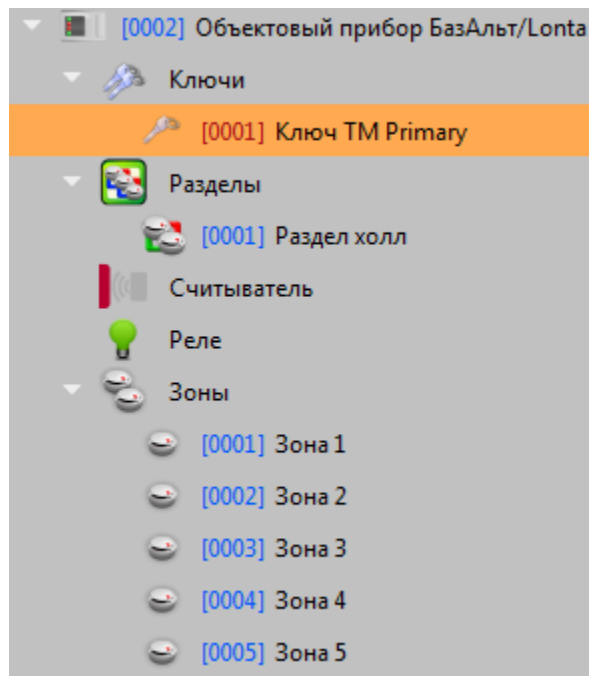 [0002] Объектовый прибор БазАльт/Lonta
Ключи
[0001] Ключ ТМ Primary
Разделы
[0001] Раздел холл
Считыватель
Реле
Зоны
[0001] Зона 1
[0002] Зона 2
[0003] Зона 3
[0004] Зона 4
[0005] Зона 5